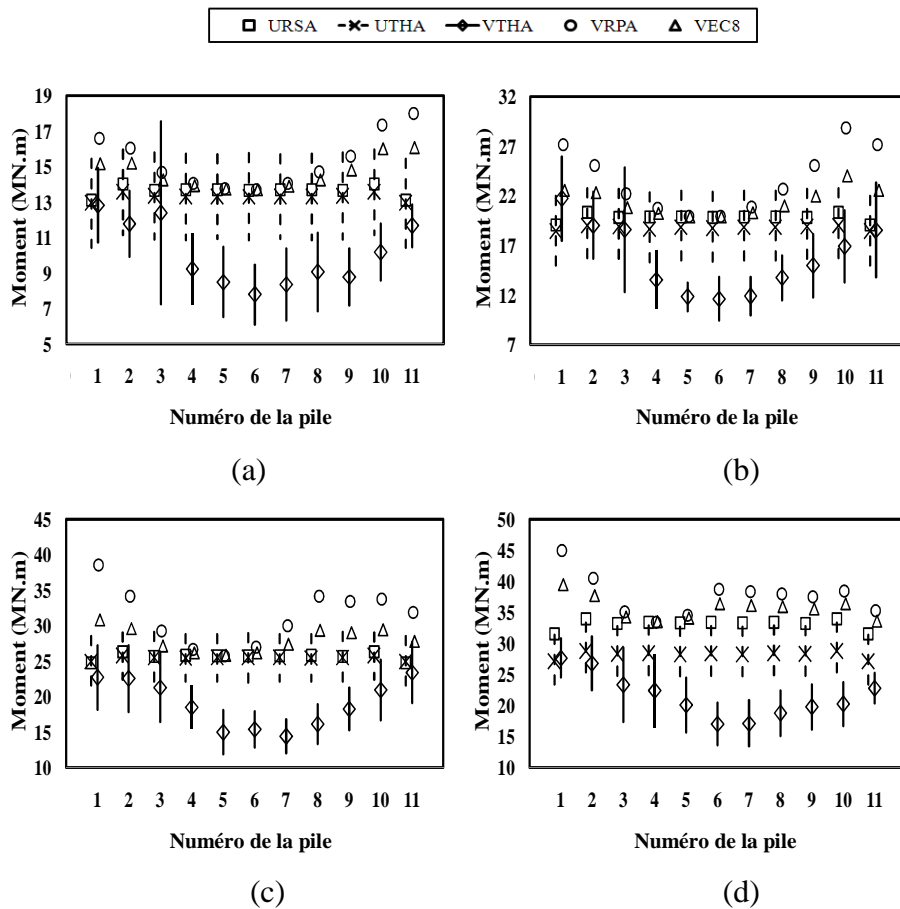 URSA UTHA VTHA VRPA VEC8
19
17
15
13
11
9
7
5
Moment (MN.m)
1 2 3 4 5 6 7 8 9 10 11
Numéro de la pile
(a)
32
27
22
17
12
7
Moment (MN.m)
1 2 3 4 5 6 7 8 9 10 11
Numéro de la pile
(b)
45
40
35
30
25
20
15
10
Moment (MN.m)
1 2 3 4 5 6 7 8 9 10 11
Numéro de la pile
(c)
50
45
40
35
30
25
20
15
10
Moment (MN.m)
1 2 3 4 5 6 7 8 9 10 11
Numéro de la pile
(d)